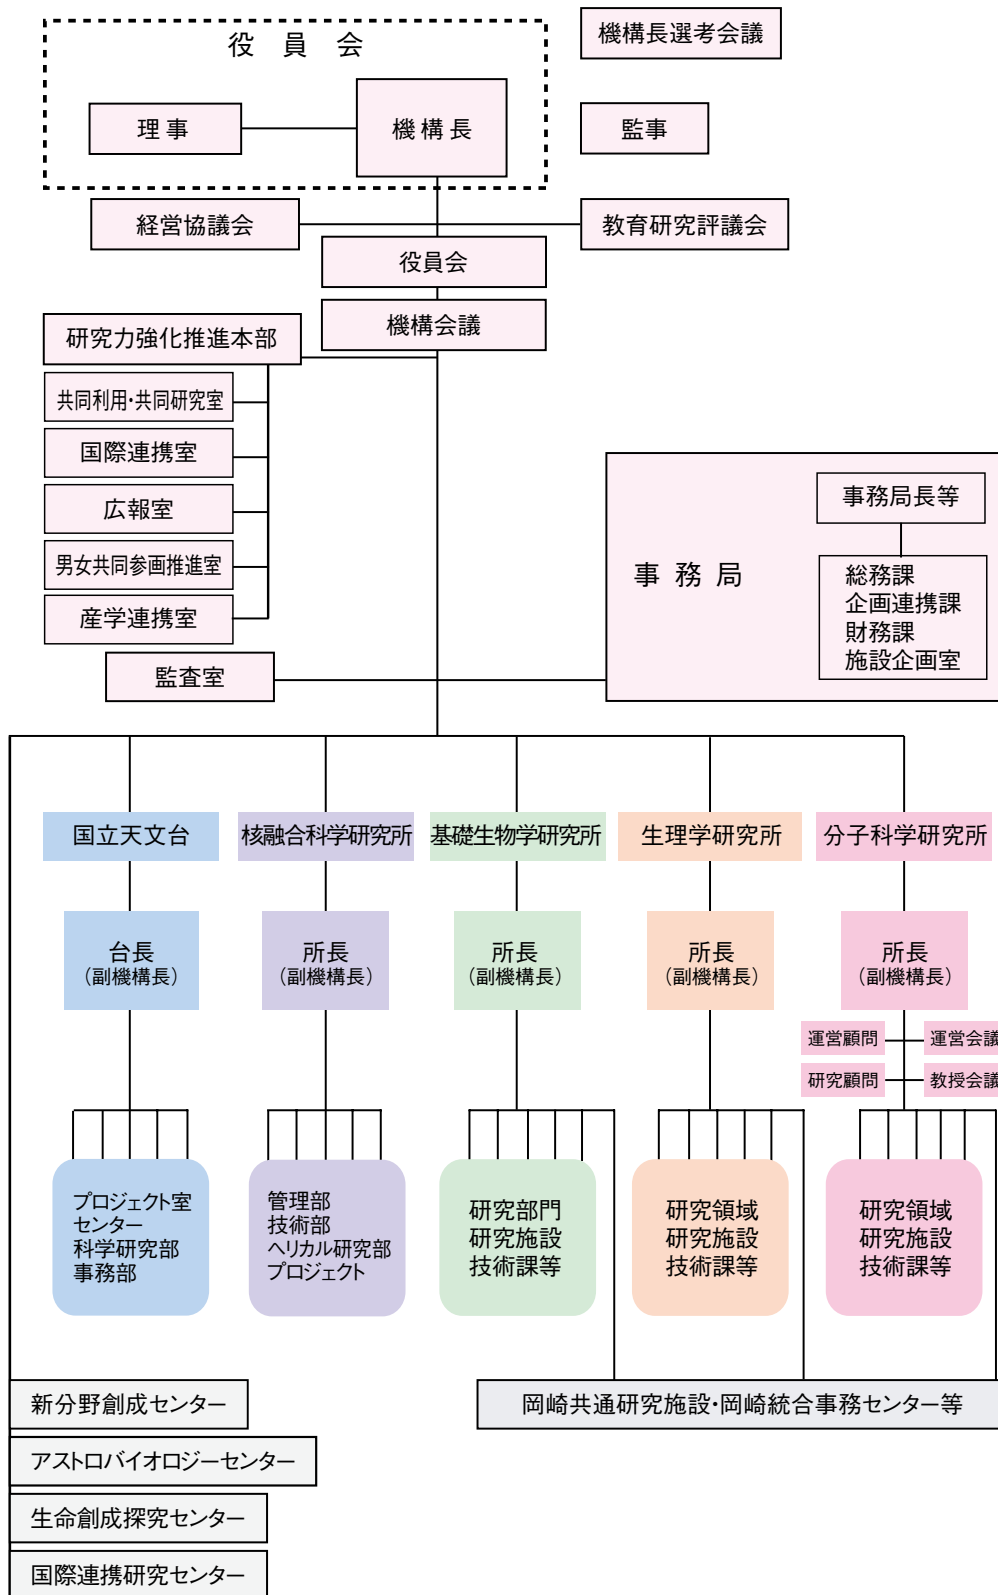 役員会
機構長選考会議
理事
機構長
監事
経営協議会
教育研究評議会
役員会
機構会議
研究力強化推進本部
共同利用・共同研究室
国際連携室
広報室
男女共同参画推進室
産学連携室
監査室
事務局
事務局長等
総務課
企画連携課
財務課
施設企画室
国立天文台
核融合科学研究所
基礎生物学研究所
生理学研究所
分子科学研究所
台長
（副機構長）
所長
（副機構長）
所長
（副機構長）
所長
（副機構長）
所長
（副機構長）
運営顧問
運営会議
研究顧問
教授会議
プロジェクト室
センター
科学研究部
事務部
管理部
技術部
ヘリカル研究部
プロジェクト
研究部門
研究施設
技術課等
研究領域
研究施設
技術課等
研究領域
研究施設
技術課等
新分野創成センター
岡崎共通研究施設・岡崎統合事務センター等
アストロバイオロジーセンター
生命創成探究センター
国際連携研究センター